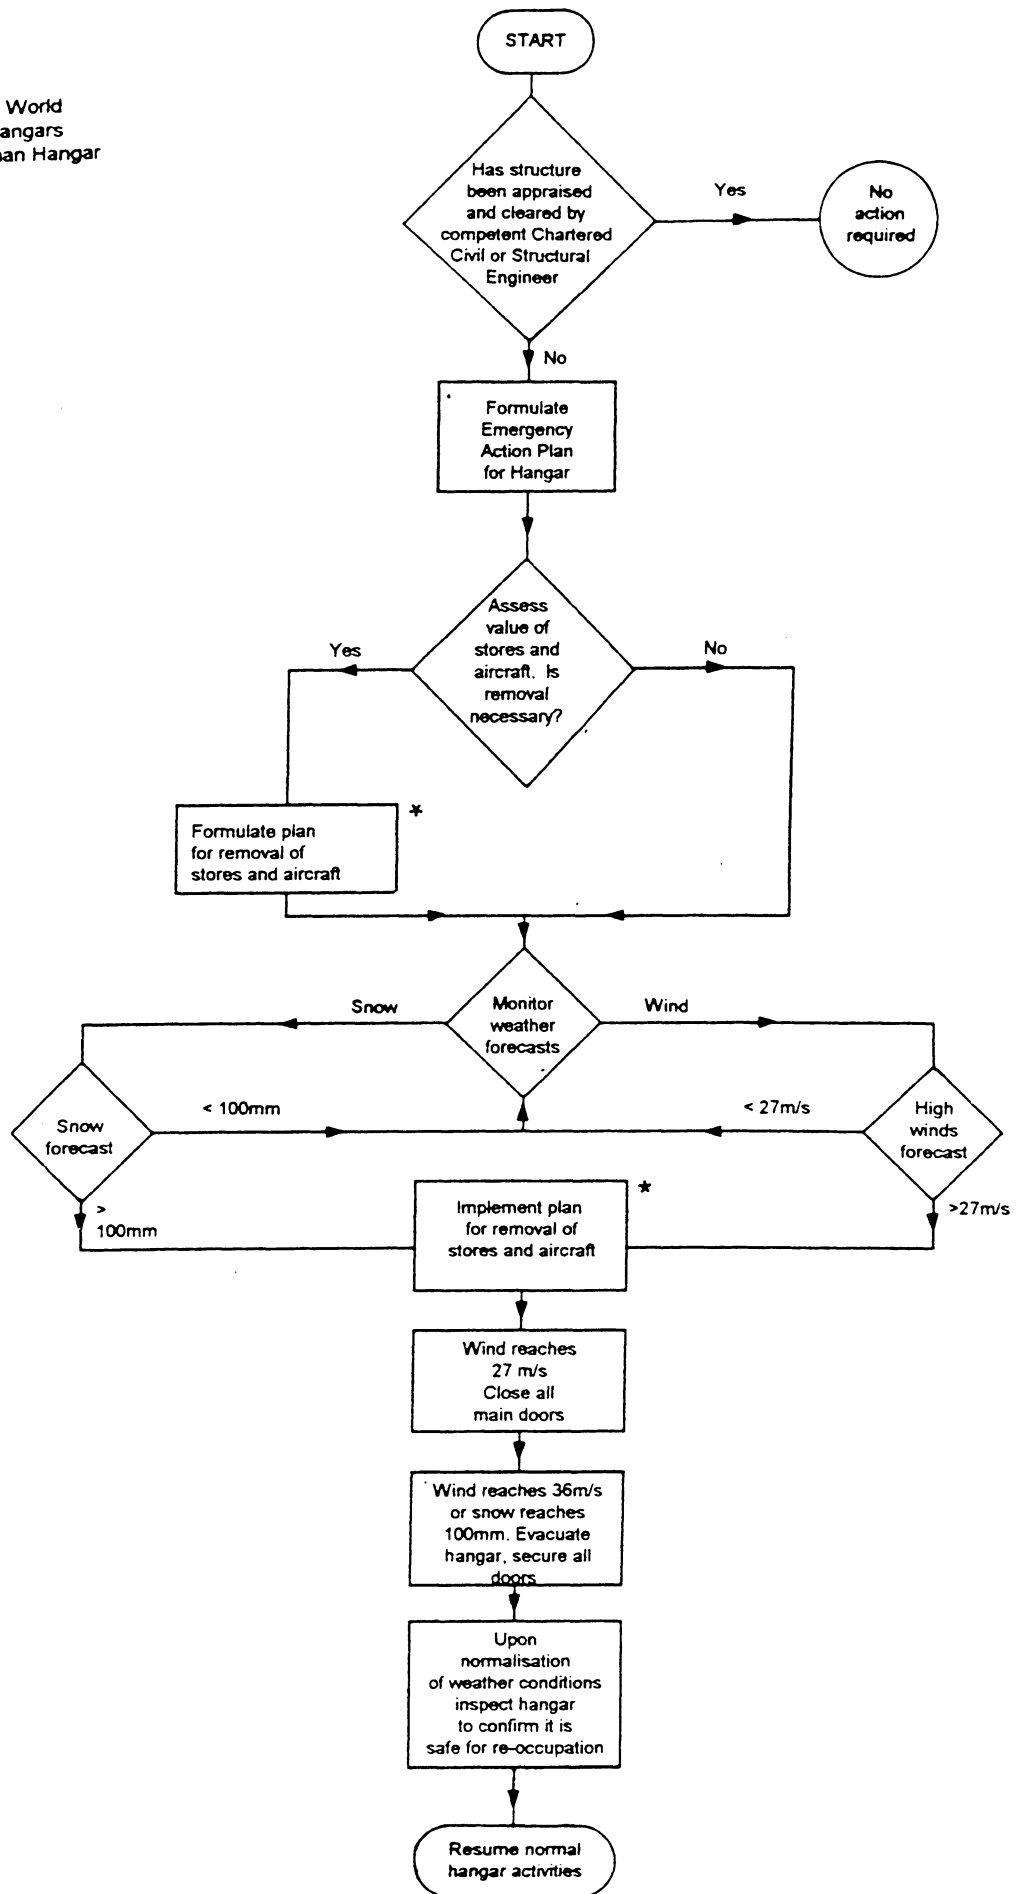 START
World
angars
an Hangar
Has structure
been appraised
and cleared by
competent Chartered
Civil or Structural
Engineer
Yes
No
action
required
No
Formulate
Emergency
Action Plan
for Hangar
Assess
value of
stores and
aircraft. Is
removal
necessary?
Yes
No
Formulate plan
for removal of
stores and aircraft
*
Monitor
weather
forecasts
Snow
Wind
Snow
forecast
< 100mm
< 27m/s
High
winds
forecast
>
100mm
>27m/s
Implement plan
for removal of
stores and aircraft
*
Wind reaches
27 m/s
Close all
main doors
Wind reaches 36m/s
or snow reaches
100mm. Evacuate
hangar, secure all
doors
Upon
normalisation
of weather conditions
inspect hangar
to confirm it is
safe for re-occupation
Resume normal
hangar activities